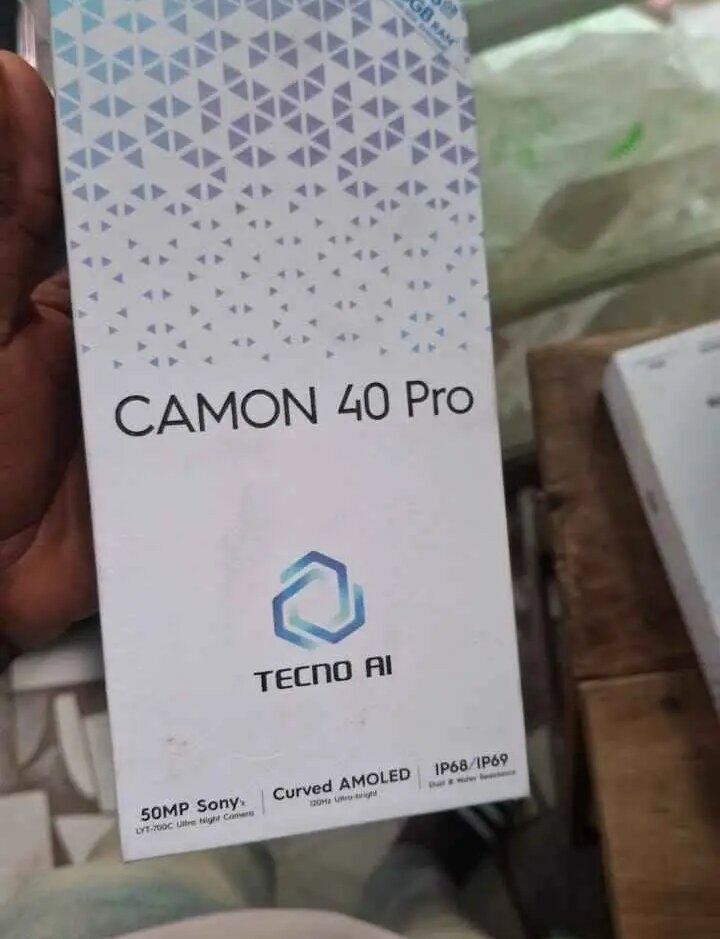 RAM
CAMON 40 Pro
TECNO AI
50MP Sony's
LYT-700C Ultra Night Camera
Curved AMOLED
120Hz Ultra-bright
IP68/IP69
Dust & Water Resistance